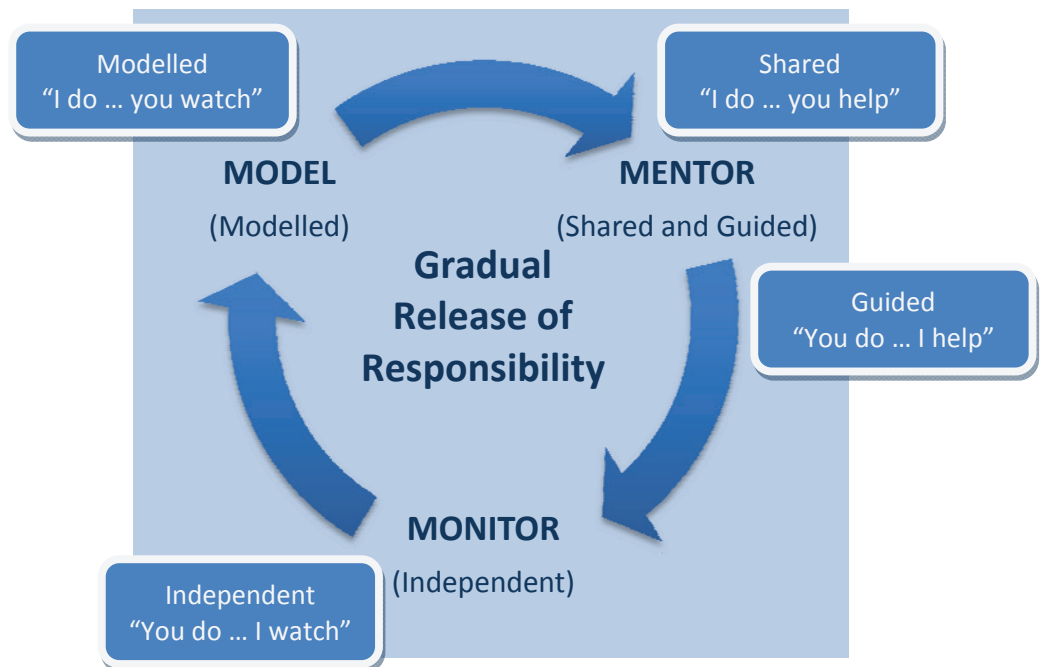 Modelled
“I do … you watch”
Shared
“I do … you help”
MODEL
(Modelled)
MENTOR
(Shared and Guided)
Gradual
Release of
Responsibility
Guided
“You do … I help”
MONITOR
(Independent)
Independent
“You do … I watch”